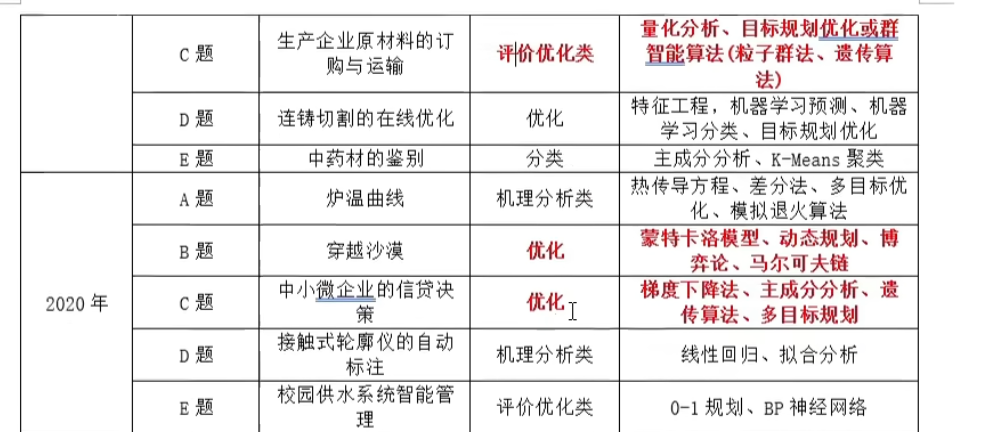 C 题
生产企业原材料的订
购与运输
评价优化类
量化分析、目标规划优化或群
智能算法(粒子群法、遗传算
法)
D 题
连铸切割的在线优化
优化
特征工程，机器学习预测、机器
学习分类、目标规划优化
E 题
中药材的鉴别
分类
主成分分析、K-Means 聚类
2020 年
A 题
炉温曲线
机理分析类
热传导方程、差分法、多目标优
化、模拟退火算法
B 题
穿越沙漠
优化
蒙特卡洛模型、动态规划、博
弈论、马尔可夫链
C 题
中小微企业的信贷决
策
优化
梯度下降法、主成分分析、遗
传算法、多目标规划
D 题
接触式轮廓仪的自动
标注
机理分析类
线性回归、拟合分析
E 题
校园供水系统智能管
理
评价优化类
0-1 规划、BP 神经网络